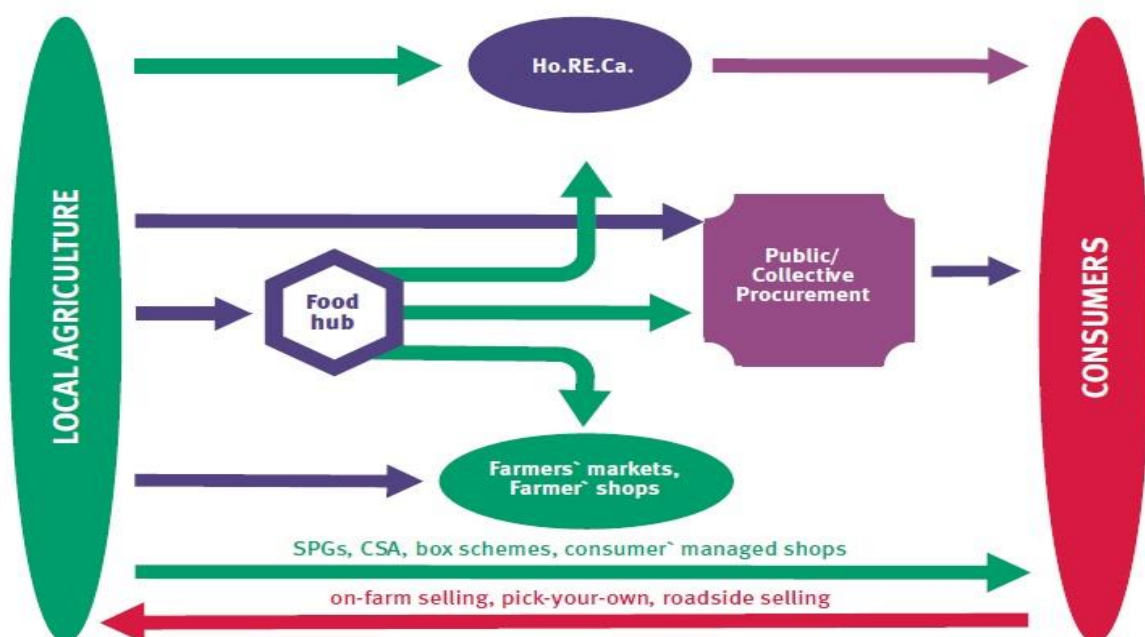 Ho.RE.Ca.
LOCAL AGRICULTURE
Public/
Collective
Procurement
Food
hub
CONSUMERS
Farmers` markets,
Farmer` shops
SPGs, CSA, box schemes, consumer` managed shops
on-farm selling, pick-your-own, roadside selling